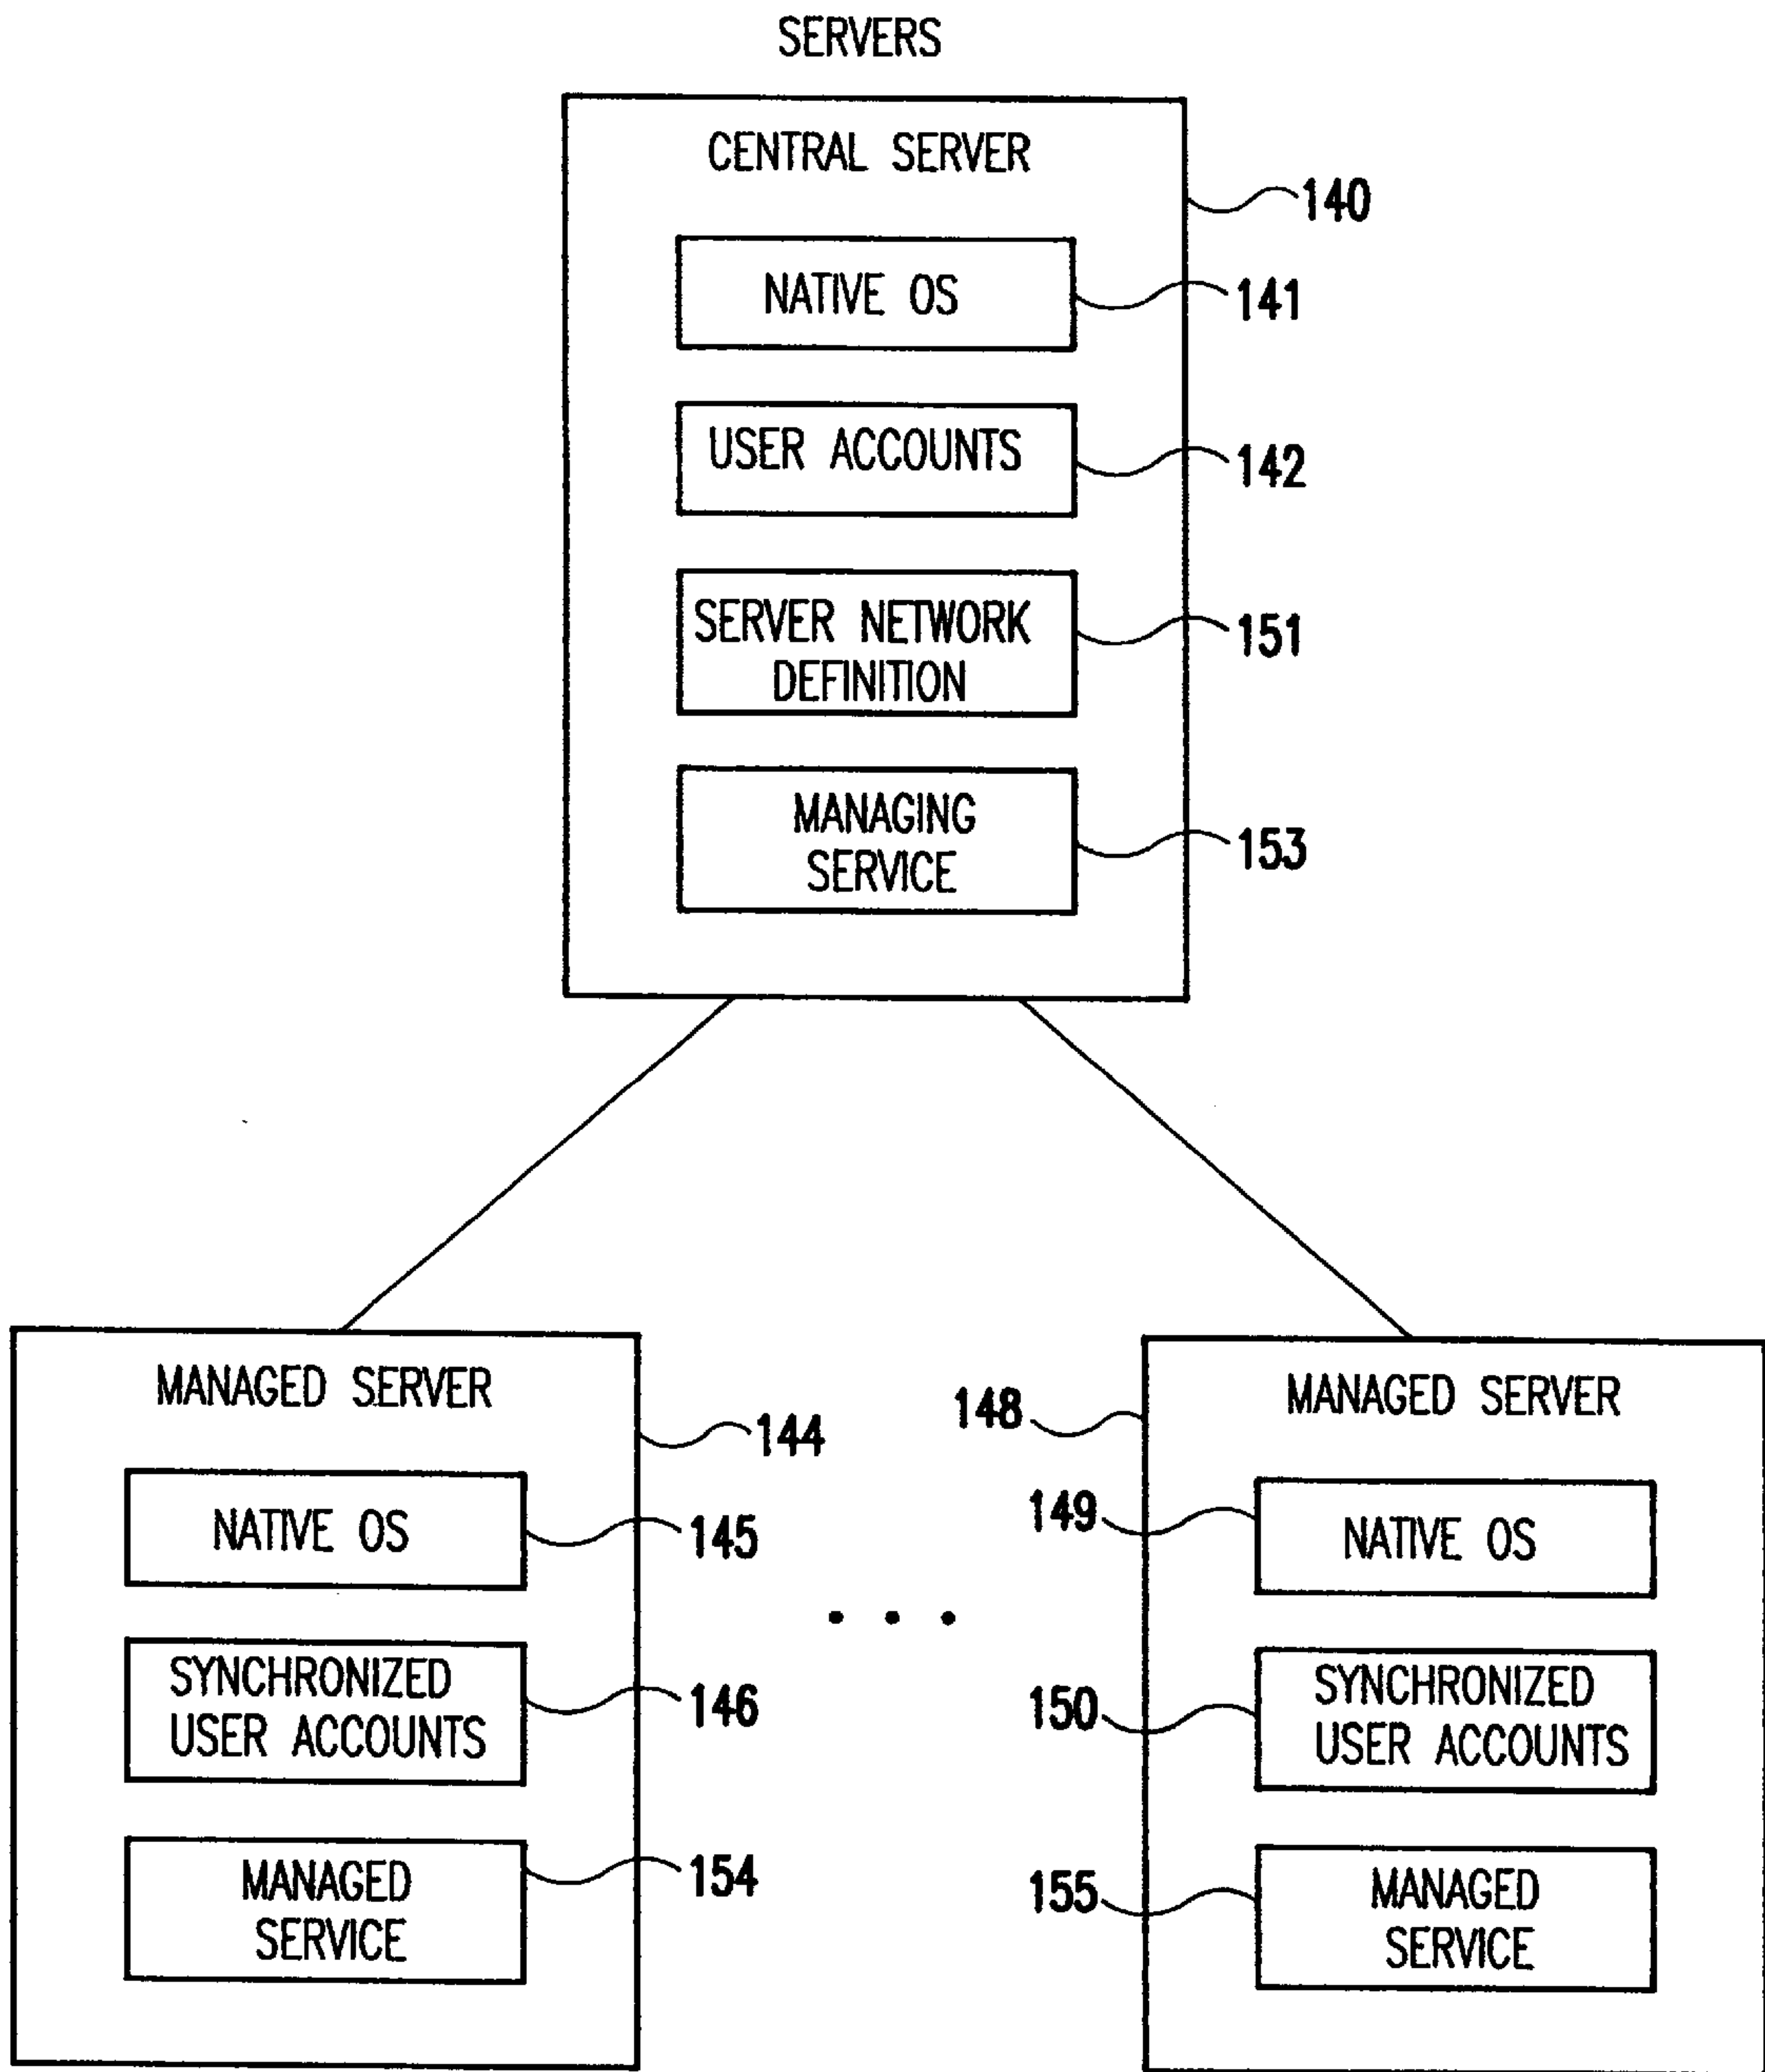 SERVERS
CENTRAL SERVER
140
NATIVE OS
141
USER ACCOUNTS
142
SERVER NETWORK
DEFINITION
151
MANAGING
SERVICE
153
MANAGED SERVER
144
NATIVE OS
145
SYNCHRONIZED
USER ACCOUNTS
146
MANAGED
SERVICE
154
. . .
MANAGED SERVER
148
NATIVE OS
149
SYNCHRONIZED
USER ACCOUNTS
150
MANAGED
SERVICE
155